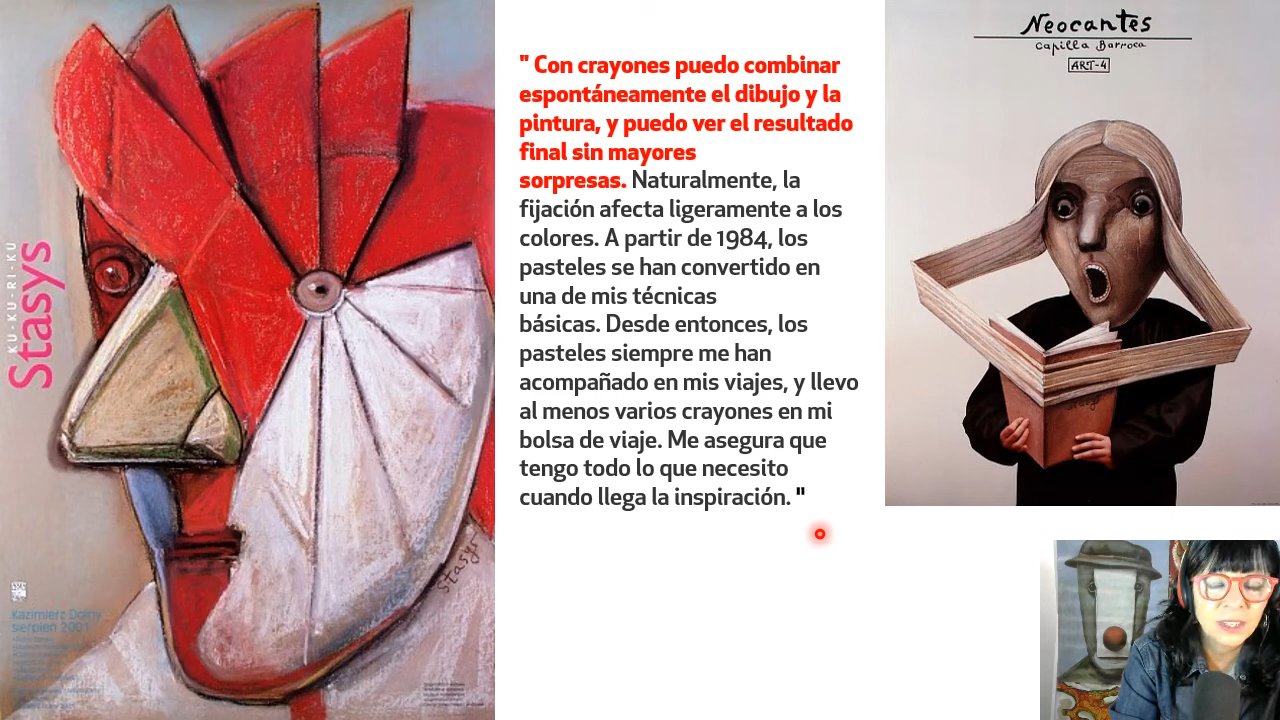 KU-KU-RI-KU
Stasys
Kazimierz Dolny
sierpień 2001
stasys
" Con crayones puedo combinar
espontáneamente el dibujo y la
pintura, y puedo ver el resultado
final sin mayores
sorpresas. Naturalmente, la
fijación afecta ligeramente a los
colores. A partir de 1984, los
pasteles se han convertido en
una de mis técnicas
básicas. Desde entonces, los
pasteles siempre me han
acompañado en mis viajes, y llevo
al menos varios crayones en mi
bolsa de viaje. Me asegura que
tengo todo lo que necesito
cuando llega la inspiración. "
Neocantes
Capilla Barroca
ART-4
stasys